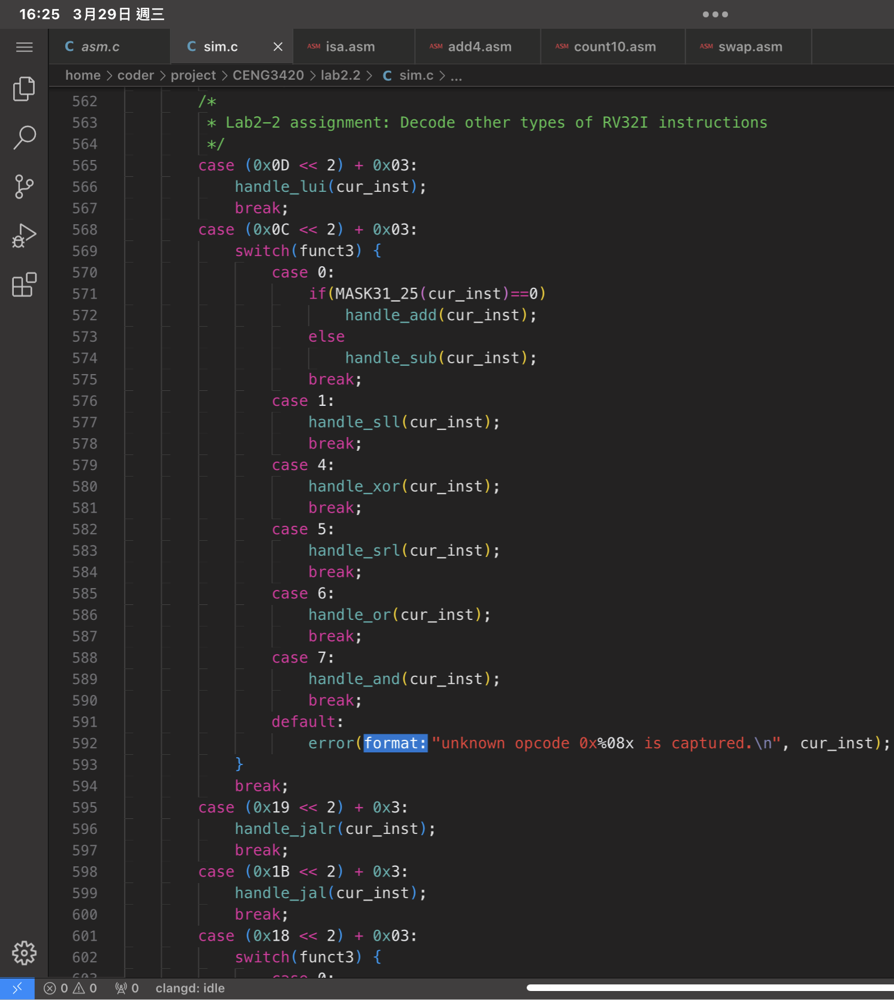 16:25 3月29日 週三
C asm.c
C sim.c ×
ASM isa.asm
ASM add4.asm
ASM count10.asm
ASM swap.asm
home > coder > project > CENG3420 > lab2.2 > C sim.c > ...
562 /*
563 * Lab2-2 assignment: Decode other types of RV32I instructions
564 */
565 case (0x0D << 2) + 0x03:
566 handle_lui(cur_inst);
567 break;
568 case (0x0C << 2) + 0x03:
569 switch(funct3) {
570 case 0:
571 if(MASK31_25(cur_inst)==0)
572 handle_add(cur_inst);
573 else
574 handle_sub(cur_inst);
575 break;
576 case 1:
577 handle_sll(cur_inst);
578 break;
579 case 4:
580 handle_xor(cur_inst);
581 break;
582 case 5:
583 handle_srl(cur_inst);
584 break;
585 case 6:
586 handle_or(cur_inst);
587 break;
588 case 7:
589 handle_and(cur_inst);
590 break;
591 default:
592 error(format: "unknown opcode 0x%08x is captured.\n", cur_inst);
593 }
594 break;
595 case (0x19 << 2) + 0x3:
596 handle_jalr(cur_inst);
597 break;
598 case (0x1B << 2) + 0x3:
599 handle_jal(cur_inst);
600 break;
601 case (0x18 << 2) + 0x03:
602 switch(funct3) {
603 case 0:
0 0 0 clangd: idle